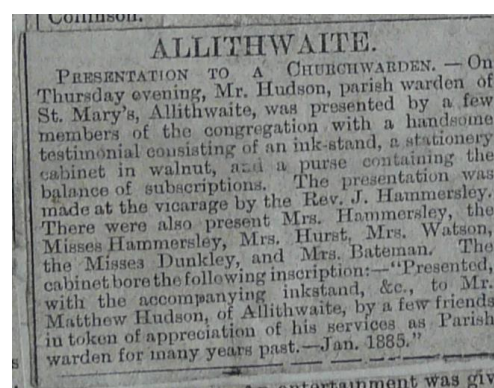 Collinson.
ALLITHWAITE.
PRESENTATION TO A CHURCHWARDEN. — On
Thursday evening, Mr. Hudson, parish warden of
St. Mary's, Allithwaite, was presented by a few
members of the congregation with a handsome
testimonial consisting of an ink-stand, a stationery
cabinet in walnut, and a purse containing the
balance of subscriptions. The presentation was
made at the vicarage by the Rev. J. Hammersley.
There were also present Mrs. Hammersley, the
Misses Hammersley, Mrs. Hurst, Mrs. Watson,
the Misses Dunkley, and Mrs. Bateman. The
cabinet bore the following inscription:—"Presented,
with the accompanying inkstand, &c., to Mr.
Matthew Hudson, of Allithwaite, by a few friends
in token of appreciation of his services as Parish
warden for many years past.—Jan. 1885."
entertainment was giv